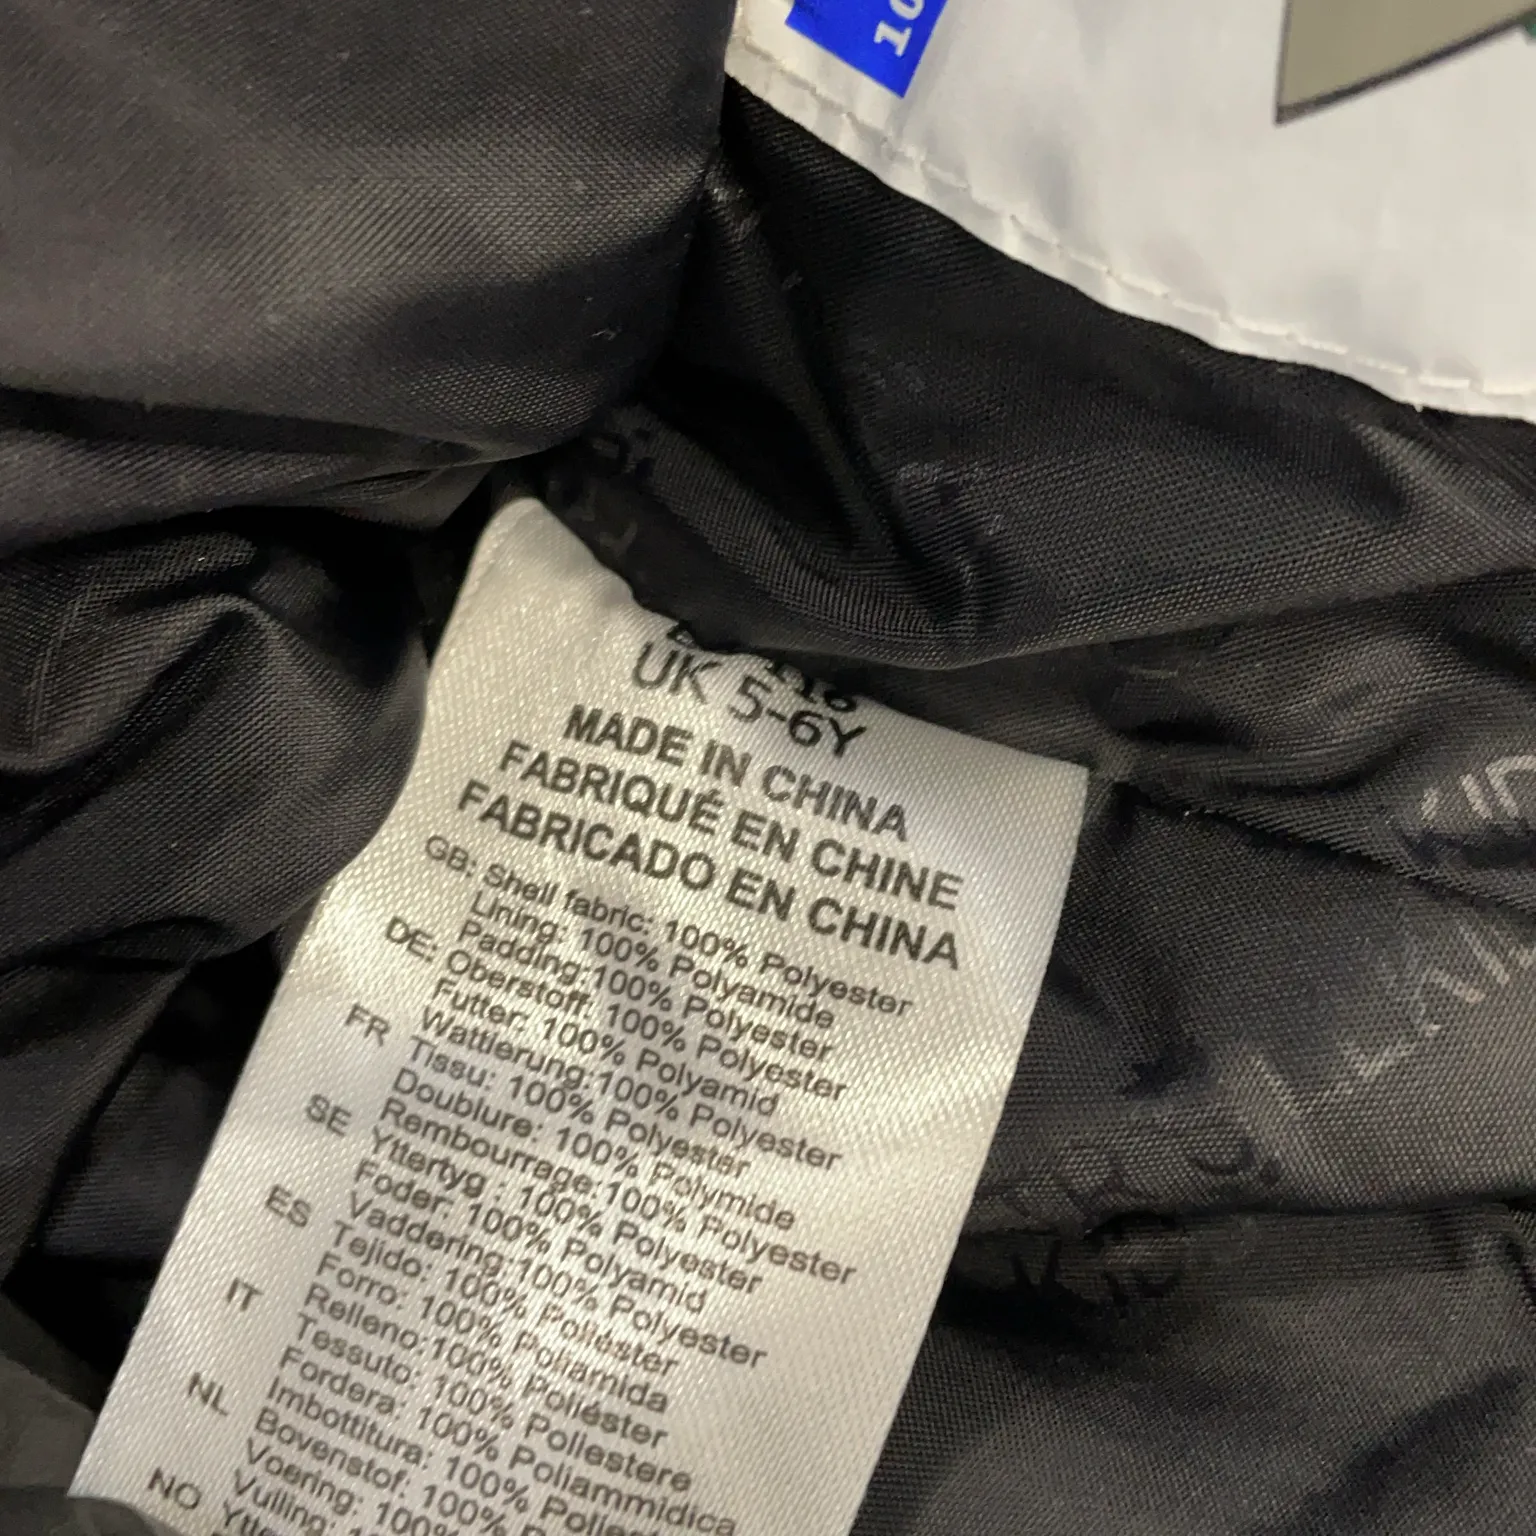 10
UK 5-6Y
MADE IN CHINA
FABRIQUÉ EN CHINE
FABRICADO EN CHINA
GB: Shell fabric: 100% Polyester
Lining: 100% Polyamide
Padding:100% Polyester
DE: Oberstoff: 100% Polyester
Futter: 100% Polyamid
Wattierung:100% Polyester
FR Tissu: 100% Polyester
Doublure: 100% Polymide
Rembourrage:100% Polyester
SE Yttertyg : 100% Polyester
Foder: 100% Polyamid
Vaddering:100% Polyester
ES Tejido: 100% Poliéster
Forro: 100% Poliamida
Relleno:100% Poliéster
IT Tessuto: 100% Poliestere
Fordera: 100% Poliammidica
Imbottitura: 100%
NL Bovenstof: 100%
Voering: 100%
Vulling:
NO